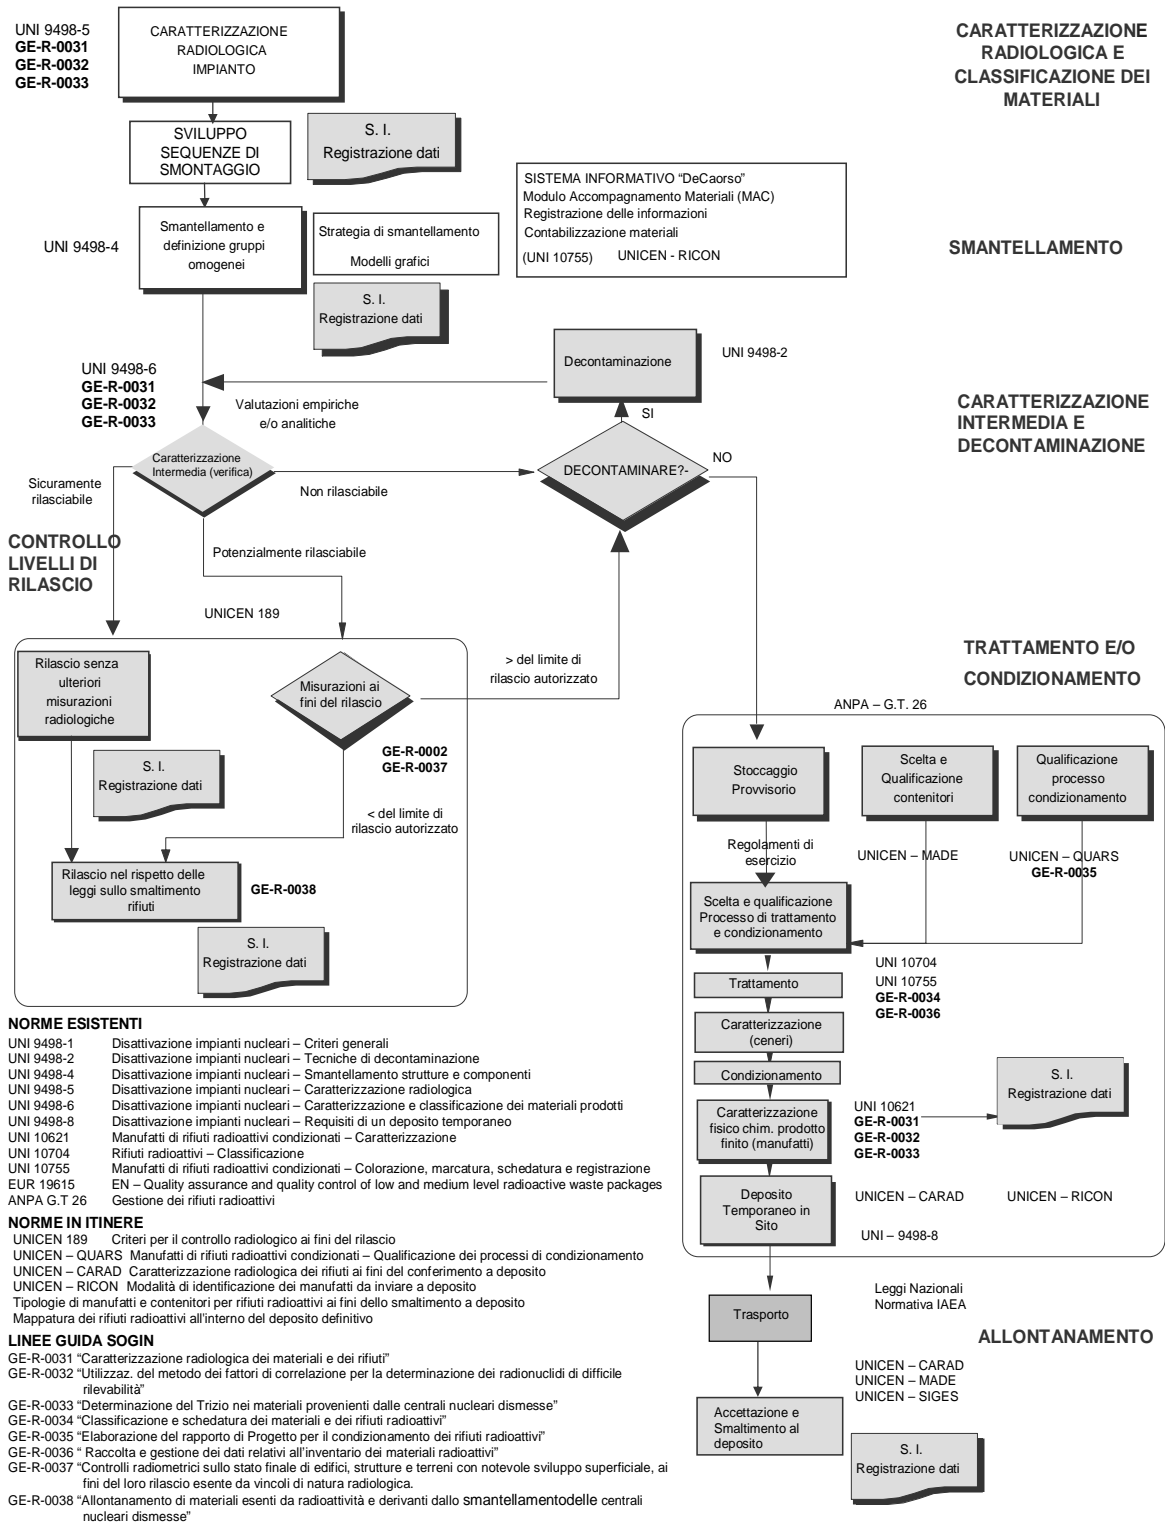 UNI 9498-5
GE-R-0031
GE-R-0032
GE-R-0033
CARATTERIZZAZIONE
RADIOLOGICA
IMPIANTO
CARATTERIZZAZIONE
RADIOLOGICA E
CLASSIFICAZIONE DEI
MATERIALI
SVILUPPO
SEQUENZE DI
SMONTAGGIO
S. I.
Registrazione dati
SISTEMA INFORMATIVO “DeCaorso”
Modulo Accompagnamento Materiali (MAC)
Registrazione delle informazioni
Contabilizzazione materiali
(UNI 10755) UNICEN - RICON
UNI 9498-4
Smantellamento e
definizione gruppi
omogenei
Strategia di smantellamento
Modelli grafici
SMANTELLAMENTO
S. I.
Registrazione dati
UNI 9498-6
GE-R-0031
GE-R-0032
GE-R-0033
Decontaminazione
UNI 9498-2
Valutazioni empiriche
e/o analitiche
SI
CARATTERIZZAZIONE
INTERMEDIA E
DECONTAMINAZIONE
Caratterizzazione
Intermedia (verifica)
DECONTAMINARE?-
NO
Sicuramente
rilasciabile
Non rilasciabile
CONTROLLO
LIVELLI DI
RILASCIO
Potenzialmente rilasciabile
UNICEN 189
Rilascio senza
ulteriori
misurazioni
radiologiche
Misurazioni ai
fini del rilascio
> del limite di
rilascio autorizzato
TRATTAMENTO E/O
CONDIZIONAMENTO
ANPA – G.T. 26
GE-R-0002
GE-R-0037
S. I.
Registrazione dati
< del limite di
rilascio autorizzato
Stoccaggio
Provvisorio
Scelta e
Qualificazione
contenitori
Qualificazione
processo
condizionamento
Regolamenti di
esercizio
UNICEN – MADE
UNICEN – QUARS
GE-R-0035
Rilascio nel rispetto delle
leggi sullo smaltimento
rifiuti
GE-R-0038
Scelta e qualificazione
Processo di trattamento
e condizionamento
S. I.
Registrazione dati
UNI 10704
UNI 10755
GE-R-0034
GE-R-0036
Trattamento
Caratterizzazione
(ceneri)
Condizionamento
S. I.
Registrazione dati
Caratterizzazione
fisico chim. prodotto
finito (manufatti)
UNI 10621
GE-R-0031
GE-R-0032
GE-R-0033
Deposito
Temporaneo in
Sito
UNICEN – CARAD UNICEN – RICON
UNI – 9498-8
Leggi Nazionali
Normativa IAEA
Trasporto
ALLONTANAMENTO
UNICEN – CARAD
UNICEN – MADE
UNICEN – SIGES
Accettazione e
Smaltimento al
deposito
S. I.
Registrazione dati
NORME ESISTENTI
UNI 9498-1 Disattivazione impianti nucleari – Criteri generali
UNI 9498-2 Disattivazione impianti nucleari – Tecniche di decontaminazione
UNI 9498-4 Disattivazione impianti nucleari – Smantellamento strutture e componenti
UNI 9498-5 Disattivazione impianti nucleari – Caratterizzazione radiologica
UNI 9498-6 Disattivazione impianti nucleari – Caratterizzazione e classificazione dei materiali prodotti
UNI 9498-8 Disattivazione impianti nucleari – Requisiti di un deposito temporaneo
UNI 10621 Manufatti di rifiuti radioattivi condizionati – Caratterizzazione
UNI 10704 Rifiuti radioattivi – Classificazione
UNI 10755 Manufatti di rifiuti radioattivi condizionati – Colorazione, marcatura, schedatura e registrazione
EUR 19615 EN – Quality assurance and quality control of low and medium level radioactive waste packages
ANPA G.T 26 Gestione dei rifiuti radioattivi
NORME IN ITINERE
UNICEN 189 Criteri per il controllo radiologico ai fini del rilascio
UNICEN – QUARS Manufatti di rifiuti radioattivi condizionati – Qualificazione dei processi di condizionamento
UNICEN – CARAD Caratterizzazione radiologica dei rifiuti ai fini del conferimento a deposito
UNICEN – RICON Modalità di identificazione dei manufatti da inviare a deposito
Tipologie di manufatti e contenitori per rifiuti radioattivi ai fini dello smaltimento a deposito
Mappatura dei rifiuti radioattivi all’interno del deposito definitivo
LINEE GUIDA SOGIN
GE-R-0031 “Caratterizzazione radiologica dei materiali e dei rifiuti”
GE-R-0032 “Utilizzaz. del metodo dei fattori di correlazione per la determinazione dei radionuclidi di difficile
rilevabilità”
GE-R-0033 “Determinazione del Trizio nei materiali provenienti dalle centrali nucleari dismesse”
GE-R-0034 “Classificazione e schedatura dei materiali e dei rifiuti radioattivi”
GE-R-0035 “Elaborazione del rapporto di Progetto per il condizionamento dei rifiuti radioattivi”
GE-R-0036 “ Raccolta e gestione dei dati relativi all’inventario dei materiali radioattivi”
GE-R-0037 “Controlli radiometrici sullo stato finale di edifici, strutture e terreni con notevole sviluppo superficiale, ai
fini del loro rilascio esente da vincoli di natura radiologica.
GE-R-0038 “Allontanamento di materiali esenti da radioattività e derivanti dallo smantellamentodelle centrali
nucleari dismesse”